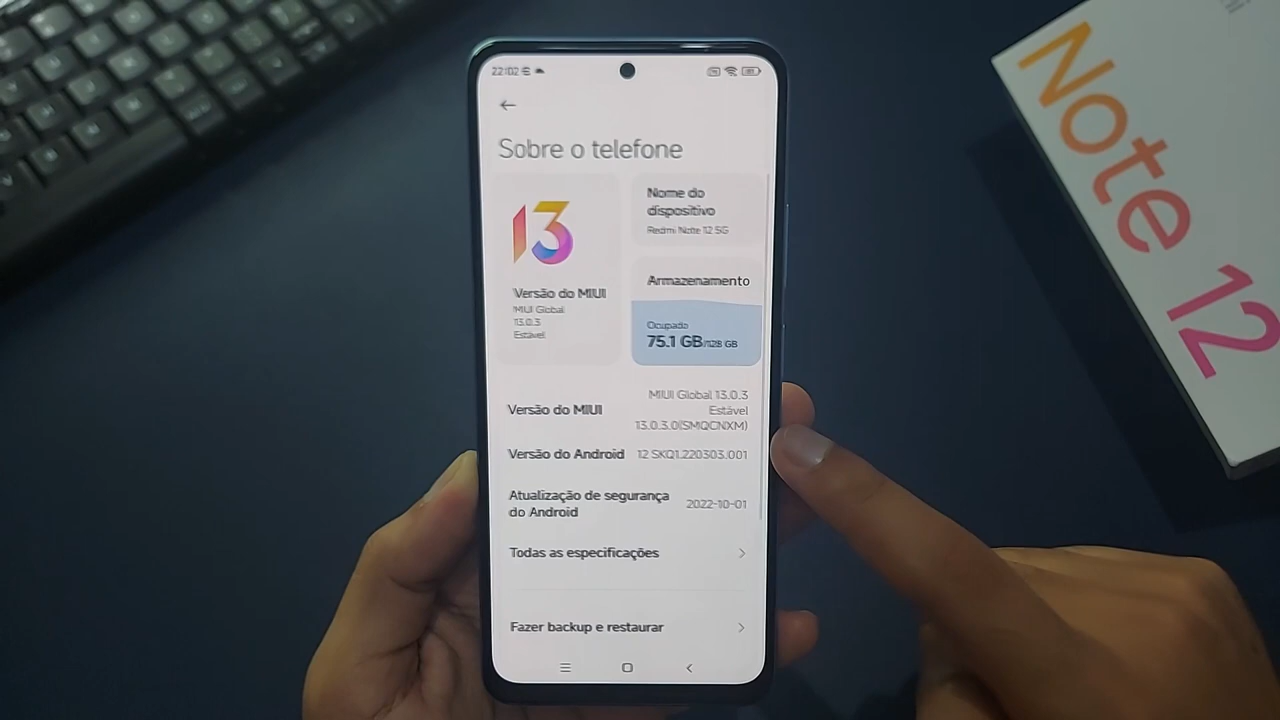 22:02
Sobre o telefone
13
Versão do MIUI
MIUI Global
13.0.3
Estável
Nome do
dispositivo
Redmi Note 12 5G
Armazenamento
Ocupado
75.1 GB/128 GB
Versão do MIUI
MIUI Global 13.0.3
Estável
13.0.3.0(SMQCNXM)
Versão do Android
12 SKQ1.220303.001
Atualização de segurança
do Android
2022-10-01
Todas as especificações
Fazer backup e restaurar
Note 12